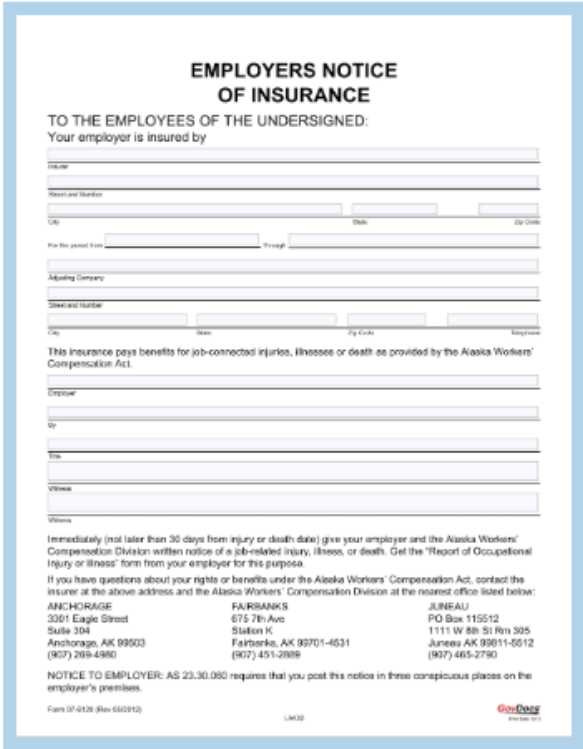 EMPLOYERS NOTICE
OF INSURANCE
TO THE EMPLOYEES OF THE UNDERSIGNED:
Your employer is insured by
Insurer
Street and Number
City State Zip Code
For the period from through
Adjusting Company
Street and Number
City State Zip Code Telephone
This insurance pays benefits for job-connected injuries, illnesses or death as provided by the Alaska Workers'
Compensation Act.
Employer
By
Title
Witness
Witness
Immediately (not later than 30 days from injury or death date) give your employer and the Alaska Workers'
Compensation Division written notice of a job-related injury, illness, or death. Get the "Report of Occupational
Injury or Illness" form from your employer for this purpose.
If you have questions about your rights or benefits under the Alaska Workers' Compensation Act, contact the
insurer at the above address and the Alaska Workers' Compensation Division at the nearest office listed below:
ANCHORAGE FAIRBANKS JUNEAU
3301 Eagle Street 675 7th Ave PO Box 115512
Suite 304 Station K 1111 W 8th St Rm 305
Anchorage, AK 99503 Fairbanks, AK 99701-4531 Juneau AK 99811-5512
(907) 269-4980 (907) 451-2889 (907) 465-2790
NOTICE TO EMPLOYER: AS 23.30.060 requires that you post this notice in three conspicuous places on the
employer's premises.
Form 07-6120 (Rev 05/2012)
GovDocs